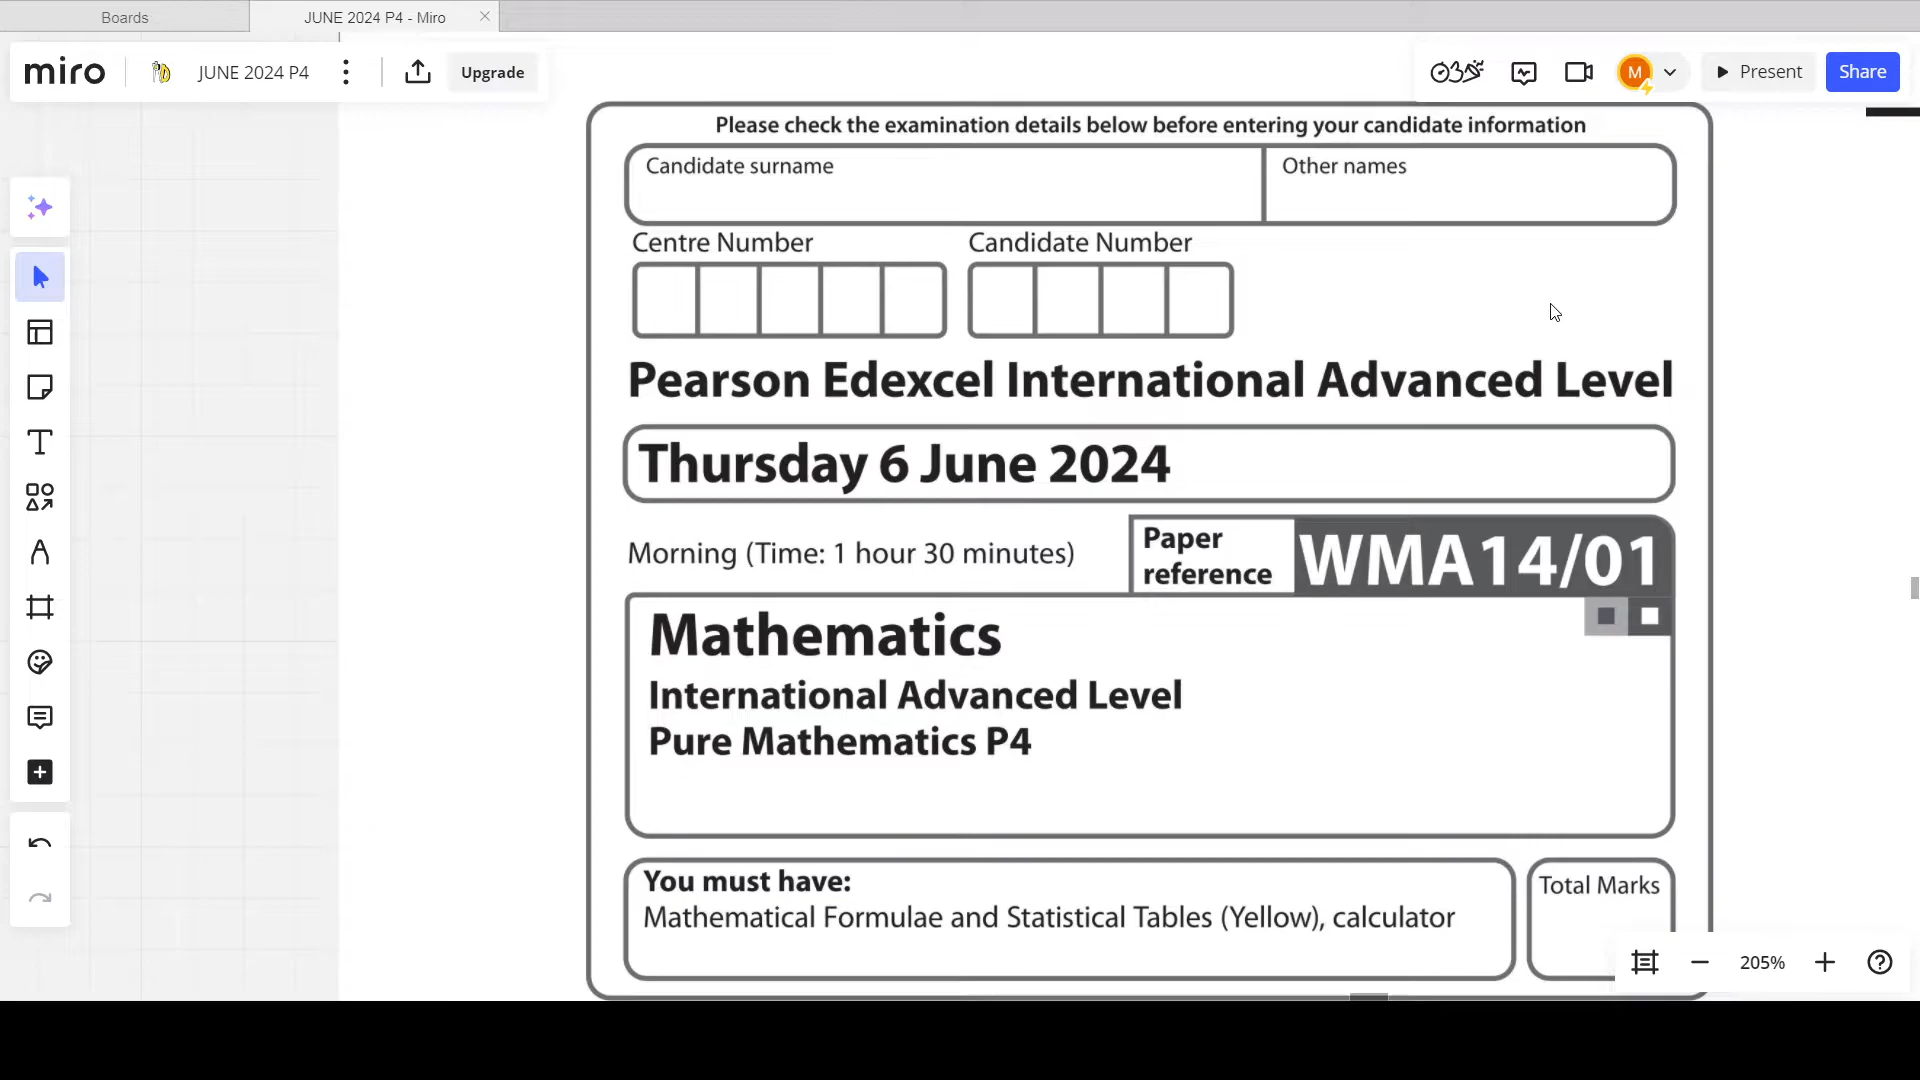 Boards
JUNE 2024 P4 - Miro
miro
JUNE 2024 P4
Upgrade
M
Present
Share
Please check the examination details below before entering your candidate information
Candidate surname
Other names
Centre Number
Candidate Number
Pearson Edexcel International Advanced Level
Thursday 6 June 2024
Morning (Time: 1 hour 30 minutes)
Paper
reference
WMA14/01
Mathematics
International Advanced Level
Pure Mathematics P4
You must have:
Mathematical Formulae and Statistical Tables (Yellow), calculator
Total Marks
205%